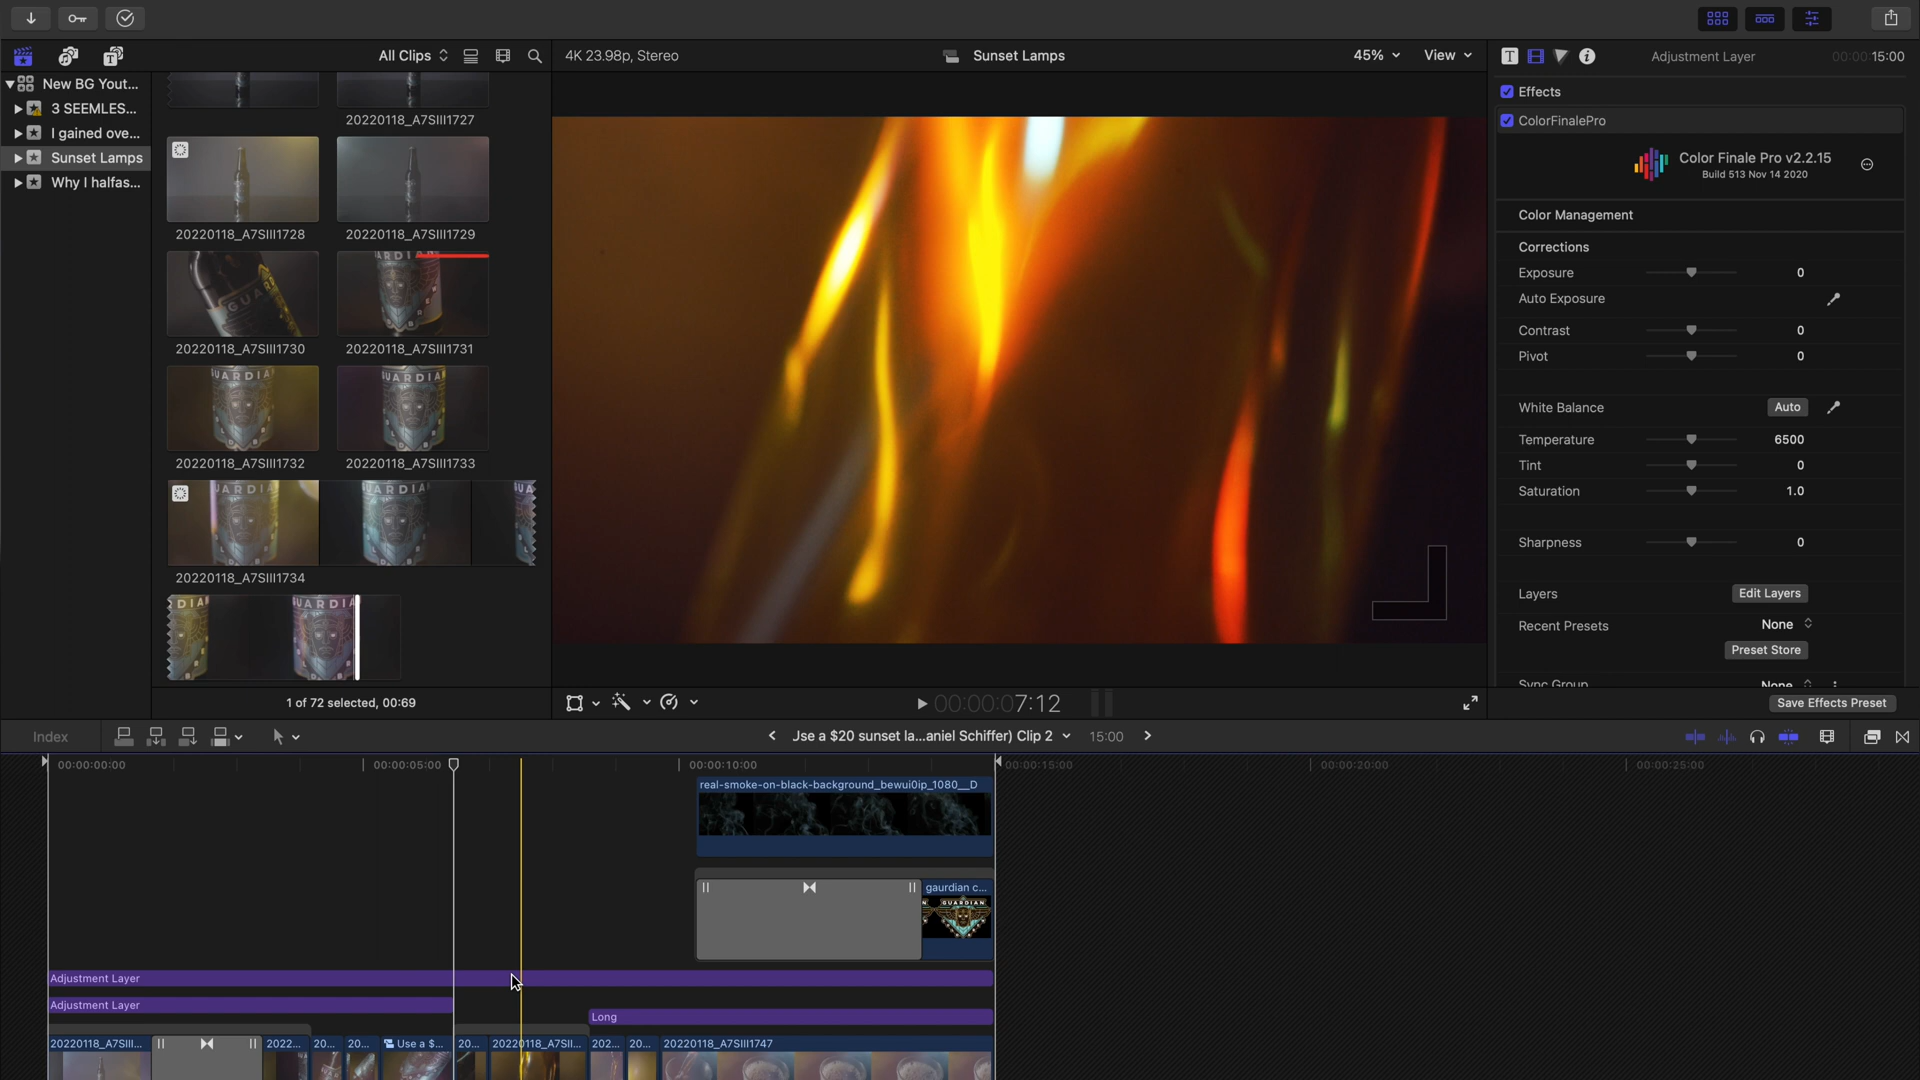 All Clips
4K 23.98p, Stereo
Sunset Lamps
45%
View
Adjustment Layer
00:00:15:00
New BG Yout...
3 SEEMLES...
I gained ove...
Sunset Lamps
Why I halfas...
20220118_A7SIII1727
20220118_A7SIII1728
20220118_A7SIII1729
20220118_A7SIII1730
20220118_A7SIII1731
20220118_A7SIII1732
20220118_A7SIII1733
20220118_A7SIII1734
1 of 72 selected, 00:69
Effects
ColorFinalePro
Color Finale Pro v2.2.15
Build 513 Nov 14 2020
Color Management
Corrections
Exposure 0
Auto Exposure
Contrast 0
Pivot 0
White Balance Auto
Temperature 6500
Tint 0
Saturation 1.0
Sharpness 0
Layers Edit Layers
Recent Presets None
Preset Store
Sync Group None
Save Effects Preset
00:00:07:12
Index
Jse a $20 sunset la...aniel Schiffer) Clip 2
15:00
00:00:00:00
00:00:05:00
00:00:10:00
00:00:15:00
00:00:20:00
00:00:25:00
real-smoke-on-black-background_bewui0ip_1080__D
gaurdian c...
GUARDIAN
Adjustment Layer
Adjustment Layer
Long
20220118_A7SIII...
2022...
20...
20...
Use a $...
20...
20220118_A7SII...
202...
20...
20220118_A7SIII1747